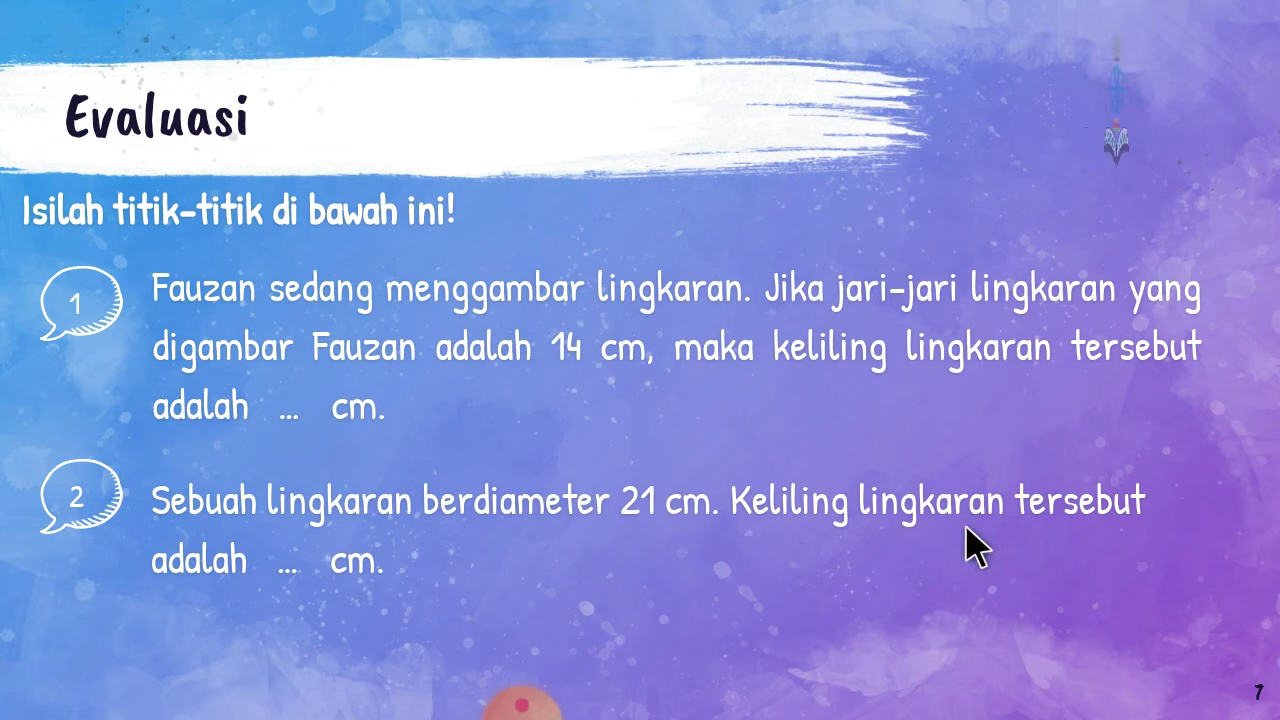 Evaluasi
Isilah titik-titik di bawah ini!
1
Fauzan sedang menggambar lingkaran. Jika jari-jari lingkaran yang
digambar Fauzan adalah 14 cm, maka keliling lingkaran tersebut
adalah ... cm.
2
Sebuah lingkaran berdiameter 21 cm. Keliling lingkaran tersebut
adalah ... cm.
7